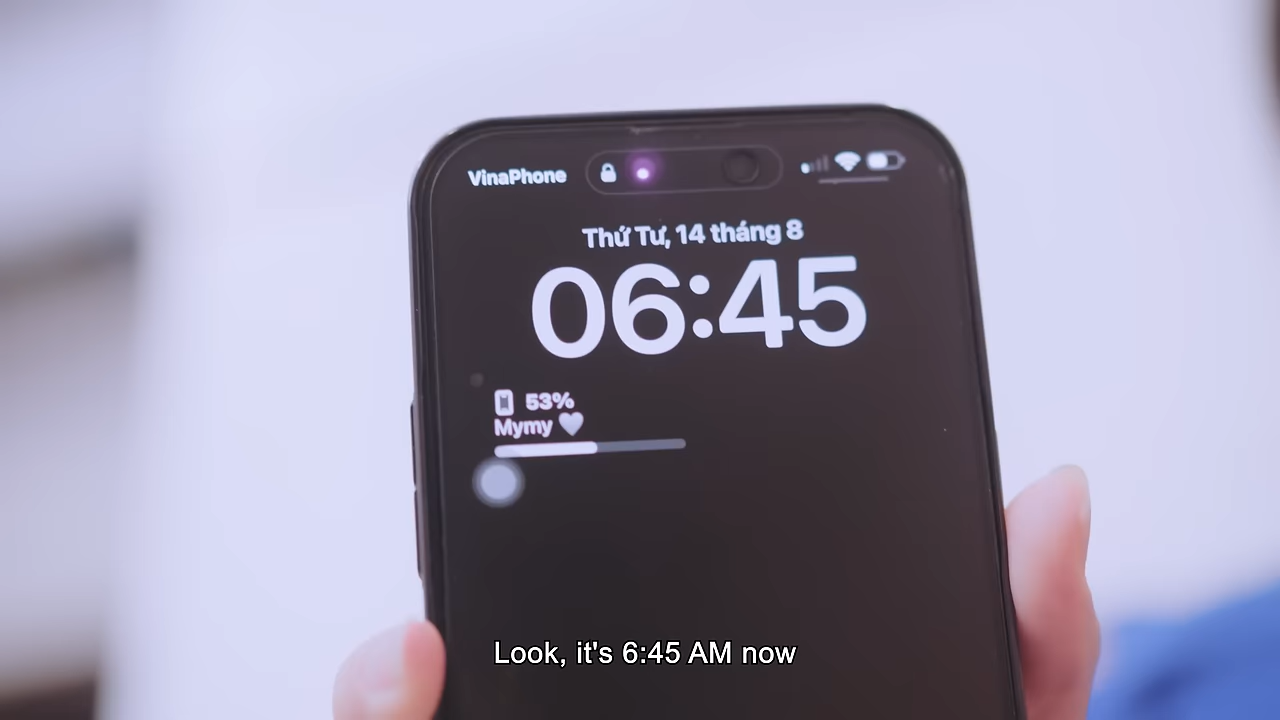 VinaPhone
Thứ Tư, 14 tháng 8
06:45
53%
Mymy 🤍
Look, it's 6:45 AM now